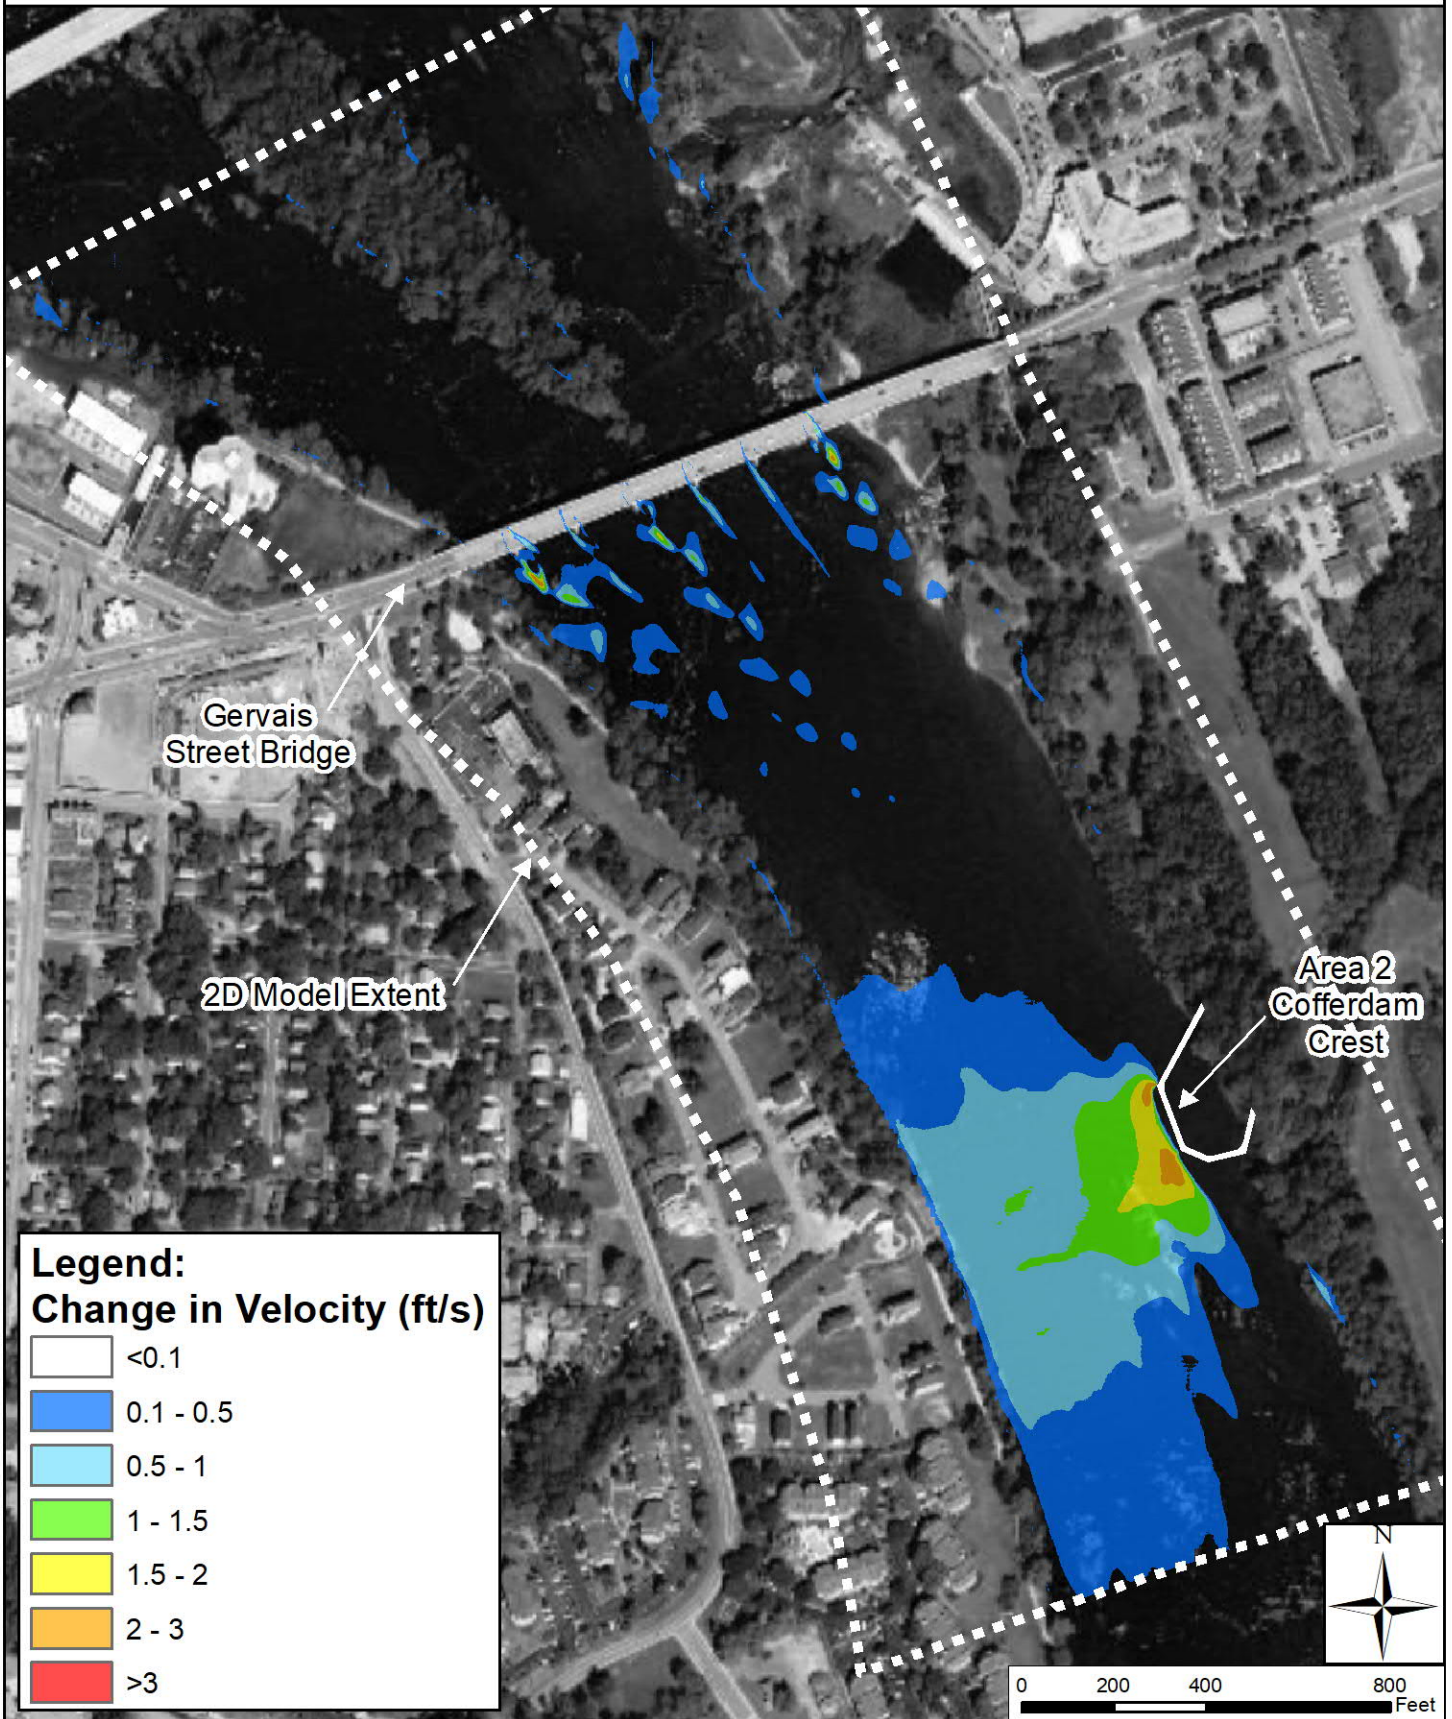 Gervais
Street Bridge
2D Model Extent
Area 2
Cofferdam
Crest
Legend:
Change in Velocity (ft/s)
<0.1
0.1 - 0.5
0.5 - 1
1 - 1.5
1.5 - 2
2 - 3
>3
N
0 200 400 800
Feet